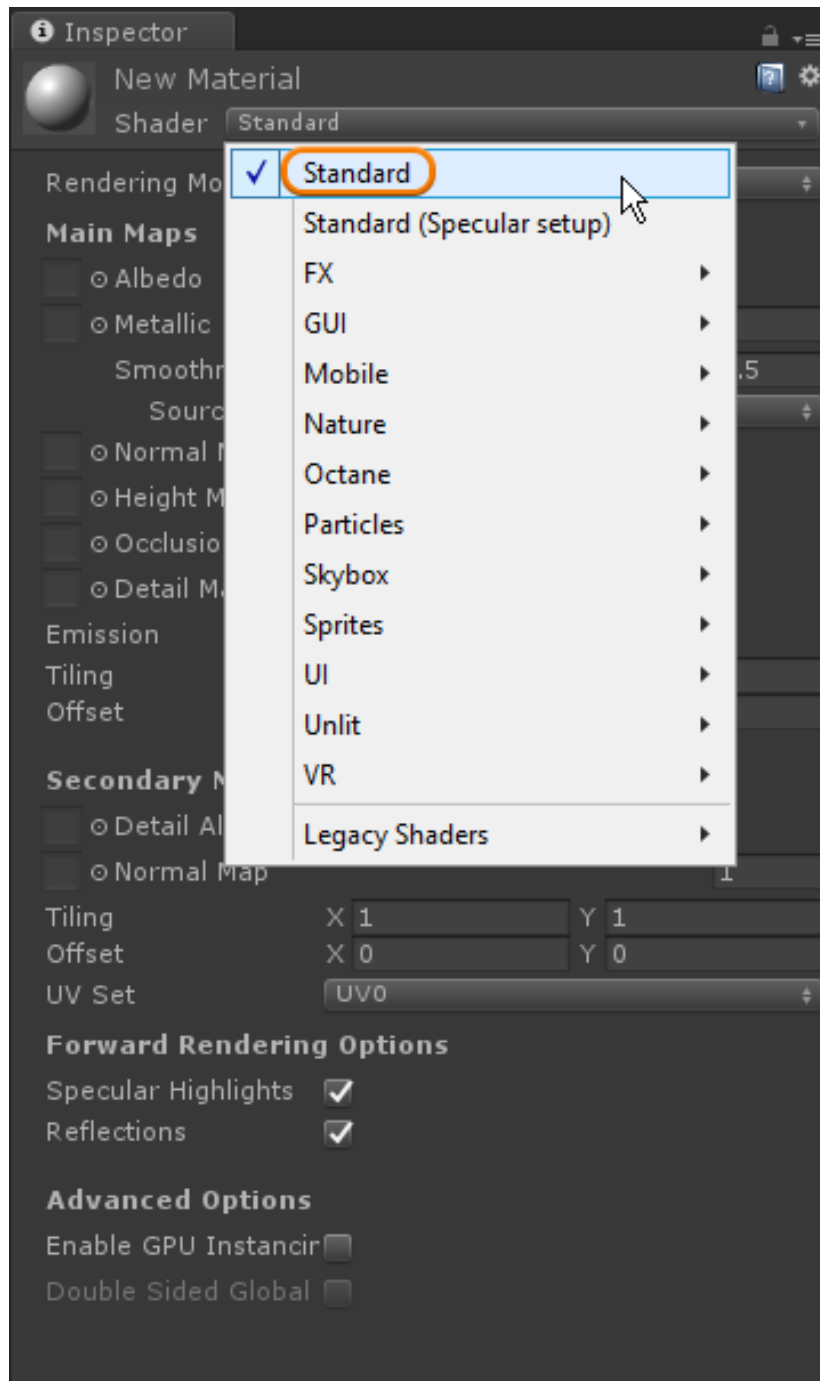 Inspector
New Material
Shader Standard
Rendering Mo
Standard
Standard (Specular setup)
FX
GUI
Mobile
Nature
Octane
Particles
Skybox
Sprites
UI
Unlit
VR
Legacy Shaders
Main Maps
Albedo
Metallic
Smoothn
.5
Sourc
Normal M
Height M
Occlusio
Detail Ma
Emission
Tiling
Offset
Secondary M
Detail Al
Normal Map 1
Tiling X 1 Y 1
Offset X 0 Y 0
UV Set UV0
Forward Rendering Options
Specular Highlights
Reflections
Advanced Options
Enable GPU Instancin
Double Sided Global